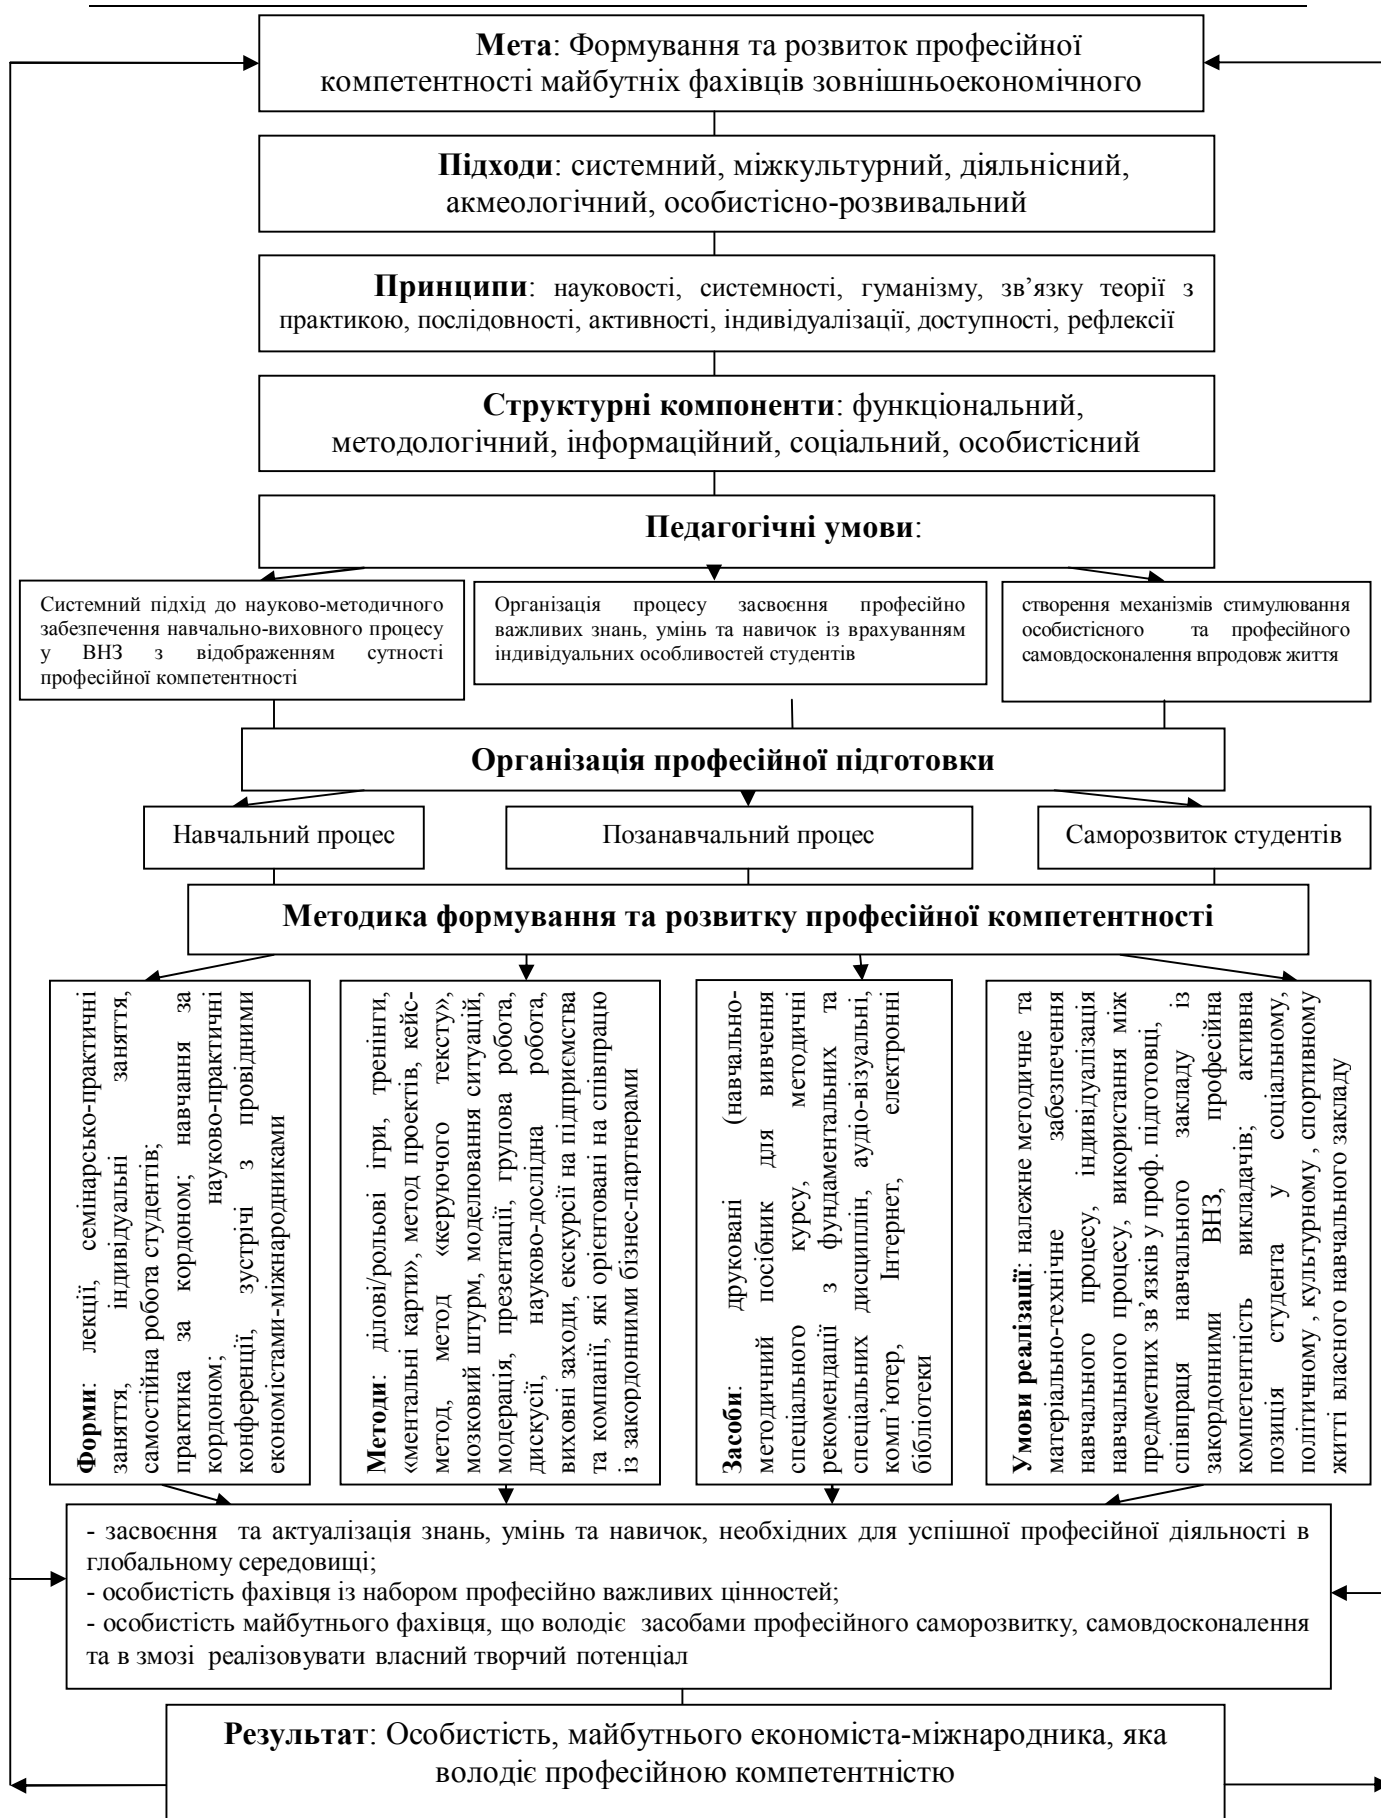 Мета: Формування та розвиток професійної
компетентності майбутніх фахівців зовнішньоекономічного
Підходи: системний, міжкультурний, діяльнісний,
акмеологічний, особистісно-розвивальний
Принципи: науковості, системності, гуманізму, зв’язку теорії з
практикою, послідовності, активності, індивідуалізації, доступності, рефлексії
Структурні компоненти: функціональний,
методологічний, інформаційний, соціальний, особистісний
Педагогічні умови:
Системний підхід до науково-методичного
забезпечення навчально-виховного процесу
у ВНЗ з відображенням сутності
професійної компетентності
Організація процесу засвоєння професійно
важливих знань, умінь та навичок із врахуванням
індивідуальних особливостей студентів
створення механізмів стимулювання
особистісного та професійного
самовдосконалення впродовж життя
Організація професійної підготовки
Навчальний процес
Позанавчальний процес
Саморозвиток студентів
Методика формування та розвитку професійної компетентності
Форми: лекції, семінарсько-практичні
заняття, індивідуальні заняття,
самостійна робота студентів;
практика за кордоном; навчання за
кордоном; науково-практичні
конференції, зустрічі з провідними
економістами-міжнародниками
Методи: ділові/рольові ігри, тренінги,
«ментальні карти», метод проектів, кейс-
метод, метод «керуючого тексту»,
мозковий штурм, моделювання ситуацій,
модерація, презентації, групова робота,
дискусії, науково-дослідна робота,
виховні заходи, екскурсії на підприємства
та компанії, які орієнтовані на співпрацю
із закордонними бізнес-партнерами
Засоби: друковані (навчально-
методичний посібник для вивчення
спеціального курсу, методичні
рекомендації з фундаментальних та
спеціальних дисциплін, аудіо-візуальні,
комп’ютер, Інтернет, електронні
бібліотеки
Умови реалізації: належне методичне та
матеріально-технічне забезпечення
навчального процесу, індивідуалізація
навчального процесу, використання між
предметних зв’язків у проф. підготовці,
співпраця навчального закладу із
закордонними ВНЗ, професійна
компетентність викладачів; активна
позиція студента у соціальному,
політичному , культурному , спортивному
житті власного навчального закладу
- засвоєння та актуалізація знань, умінь та навичок, необхідних для успішної професійної діяльності в
глобальному середовищі;
- особистість фахівця із набором професійно важливих цінностей;
- особистість майбутнього фахівця, що володіє засобами професійного саморозвитку, самовдосконалення
та в змозі реалізовувати власний творчий потенціал
Результат: Особистість, майбутнього економіста-міжнародника, яка
володіє професійною компетентністю